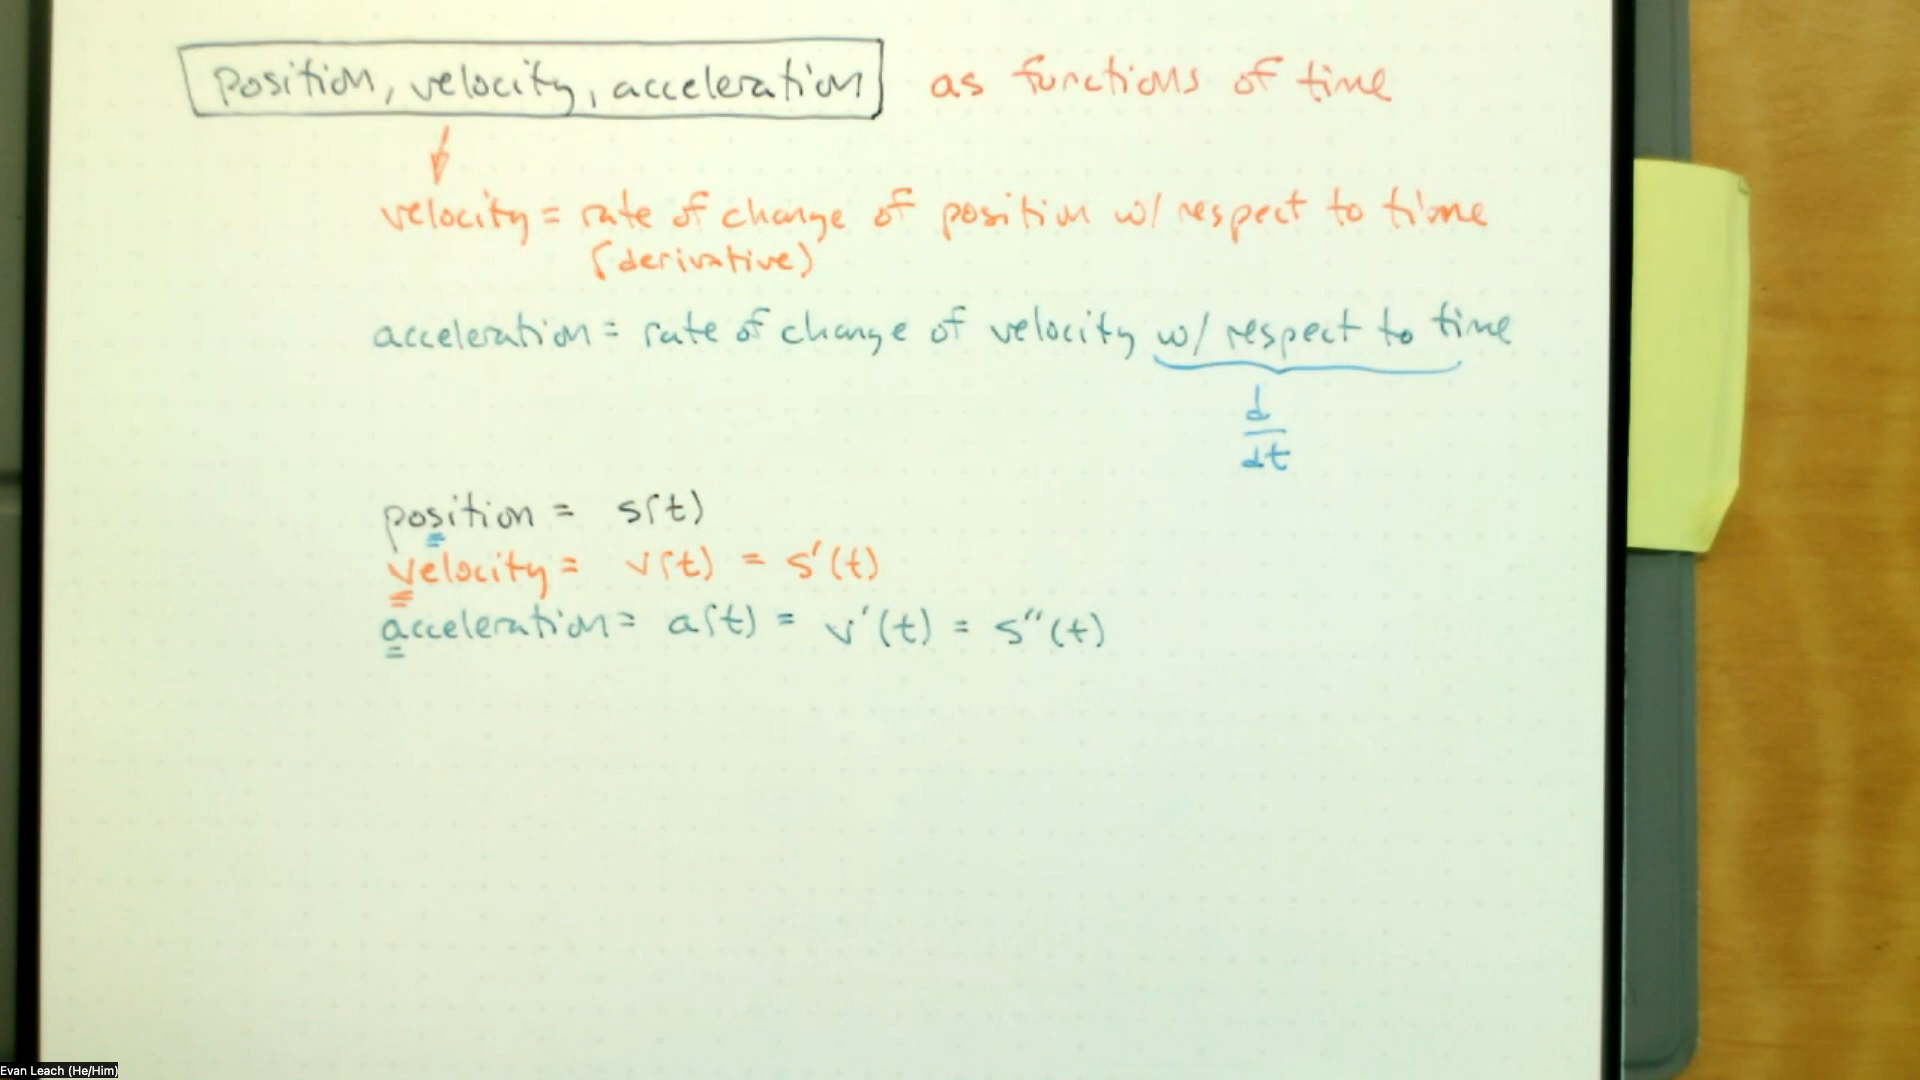 position, velocity, acceleration as functions of time
velocity = rate of change of position w/ respect to time
(derivative)
acceleration = rate of change of velocity w/ respect to time
d
dt
position = s(t)
velocity = v(t) = s'(t)
acceleration = a(t) = v'(t) = s''(t)
Evan Leach (He/Him)